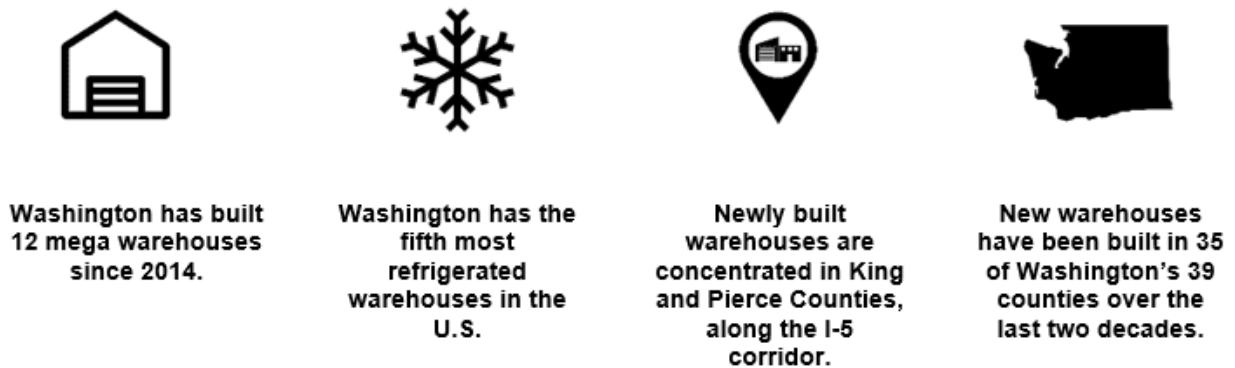 Washington has built
12 mega warehouses
since 2014.
Washington has the
fifth most
refrigerated
warehouses in the
U.S.
Newly built
warehouses are
concentrated in King
and Pierce Counties,
along the I-5
corridor.
New warehouses
have been built in 35
of Washington’s 39
counties over the
last two decades.